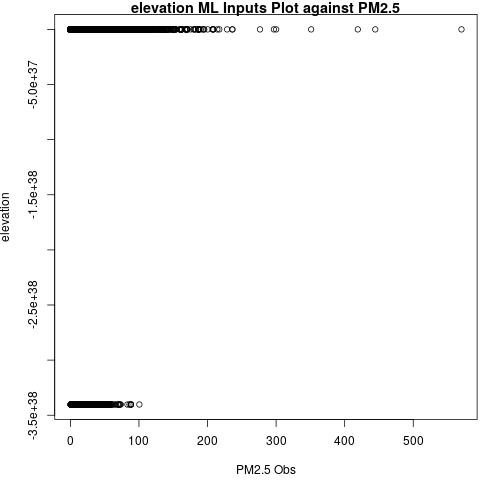 elevation ML Inputs Plot against PM2.5
-5.0e+37
-1.5e+38
-2.5e+38
-3.5e+38
elevation
0 100 200 300 400 500
PM2.5 Obs